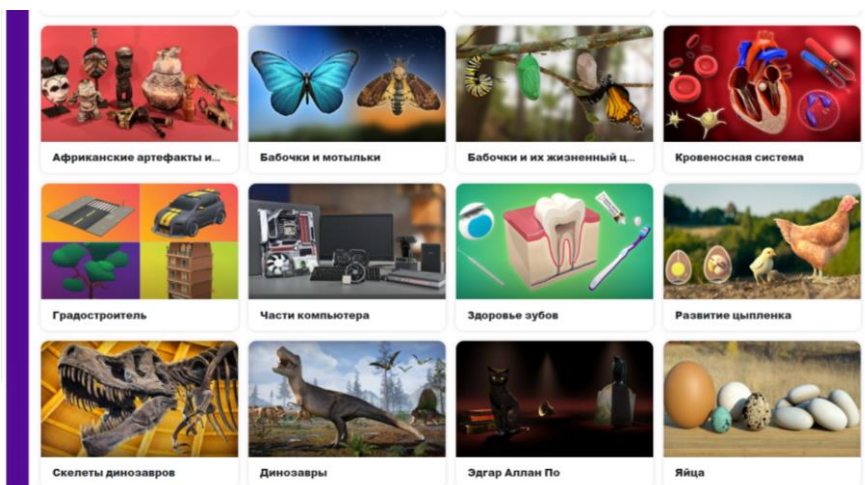 Африканские артефакты и...
Бабочки и мотыльки
Бабочки и их жизненный ц...
Кровеносная система
Градостроитель
Части компьютера
Здоровье зубов
Развитие цыпленка
Скелеты динозавров
Динозавры
Эдгар Аллан По
Яйца